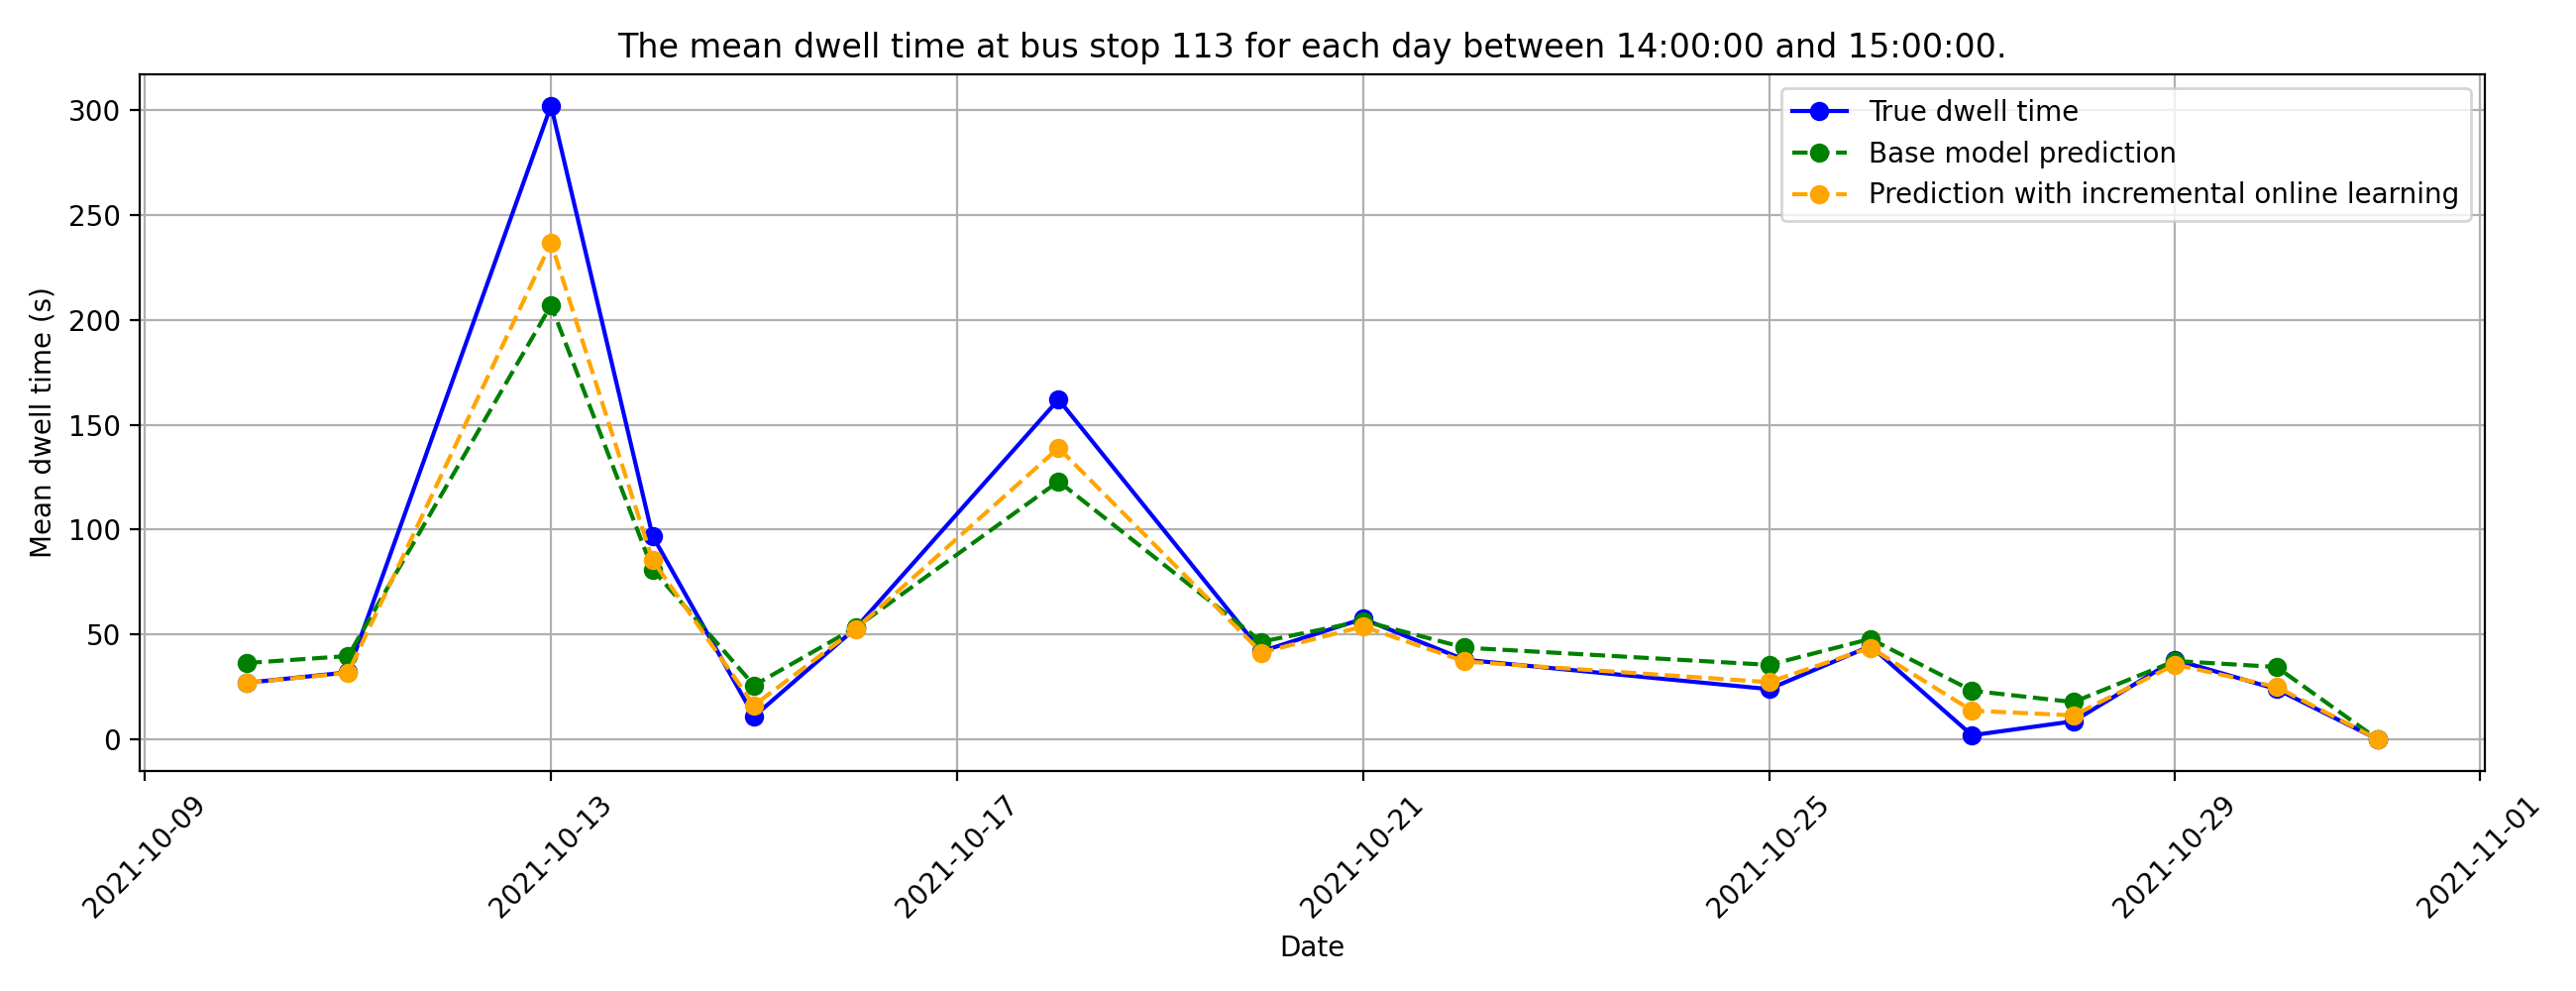 The mean dwell time at bus stop 113 for each day between 14:00:00 and 15:00:00.
True dwell time
Base model prediction
Prediction with incremental online learning
Mean dwell time (s)
300
250
200
150
100
50
0
2021-10-09
2021-10-13
2021-10-17
2021-10-21
2021-10-25
2021-10-29
2021-11-01
Date